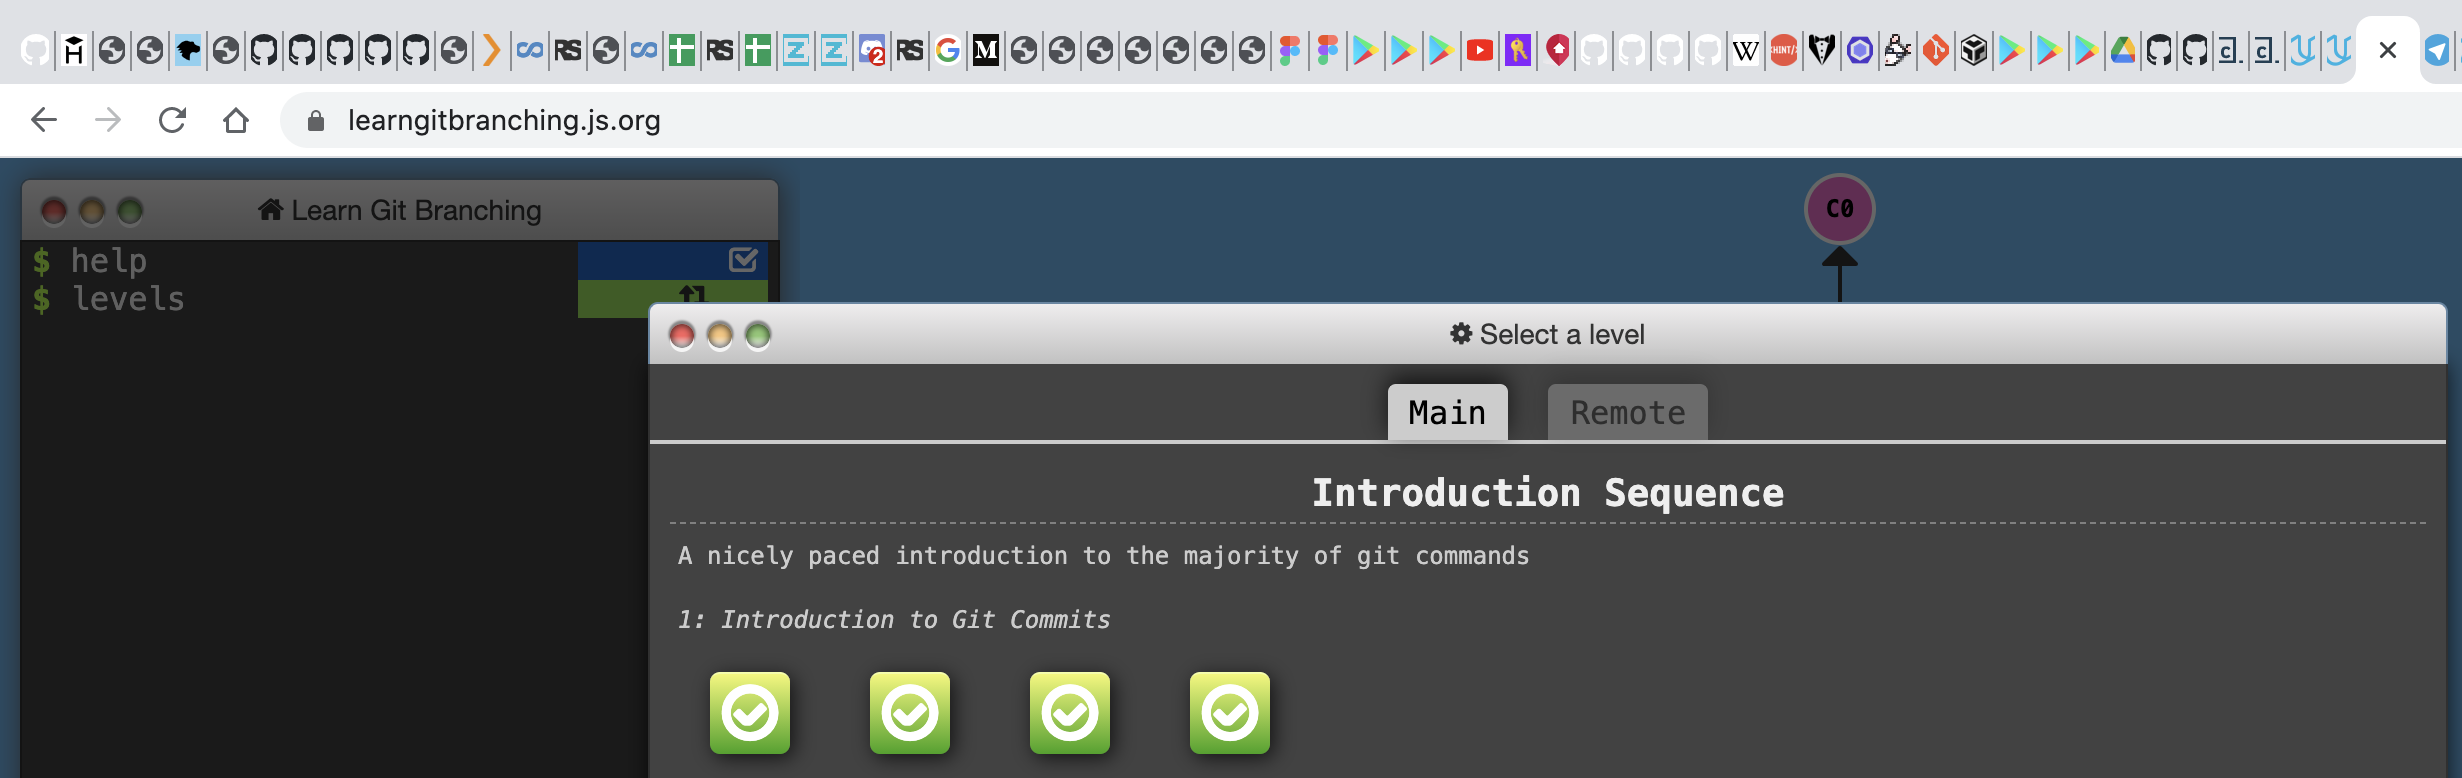 learngitbranching.js.org
Learn Git Branching
$ help
$ levels
C0
Select a level
Main
Remote
Introduction Sequence
A nicely paced introduction to the majority of git commands
1: Introduction to Git Commits